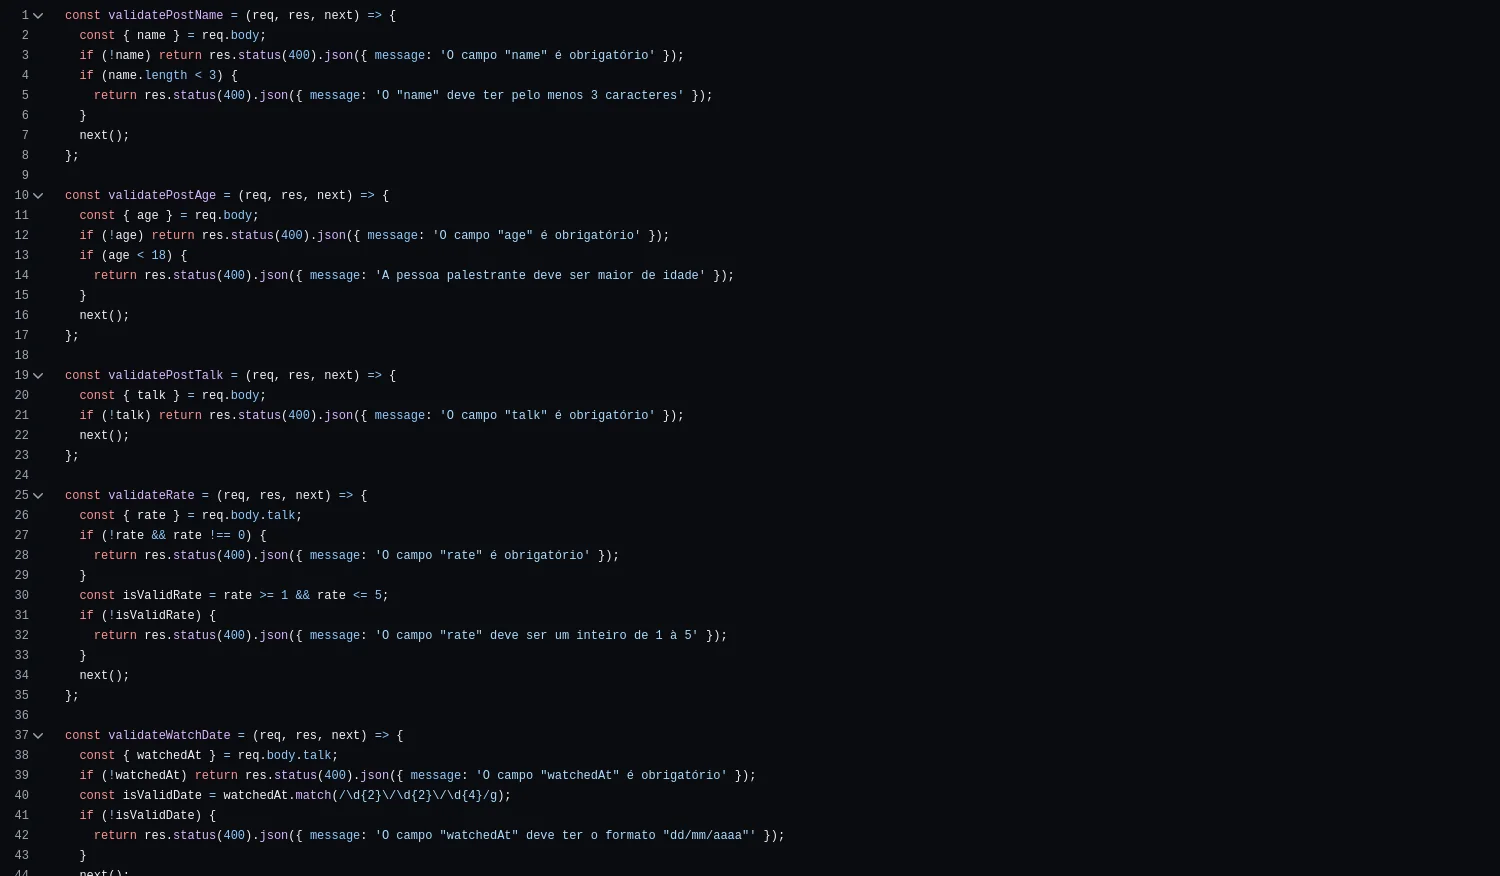 1 const validatePostName = (req, res, next) => {
2   const { name } = req.body;
3   if (!name) return res.status(400).json({ message: 'O campo "name" é obrigatório' });
4   if (name.length < 3) {
5     return res.status(400).json({ message: 'O "name" deve ter pelo menos 3 caracteres' });
6   }
7   next();
8 };
9
10 const validatePostAge = (req, res, next) => {
11   const { age } = req.body;
12   if (!age) return res.status(400).json({ message: 'O campo "age" é obrigatório' });
13   if (age < 18) {
14     return res.status(400).json({ message: 'A pessoa palestrante deve ser maior de idade' });
15   }
16   next();
17 };
18
19 const validatePostTalk = (req, res, next) => {
20   const { talk } = req.body;
21   if (!talk) return res.status(400).json({ message: 'O campo "talk" é obrigatório' });
22   next();
23 };
24
25 const validateRate = (req, res, next) => {
26   const { rate } = req.body.talk;
27   if (!rate && rate !== 0) {
28     return res.status(400).json({ message: 'O campo "rate" é obrigatório' });
29   }
30   const isValidRate = rate >= 1 && rate <= 5;
31   if (!isValidRate) {
32     return res.status(400).json({ message: 'O campo "rate" deve ser um inteiro de 1 à 5' });
33   }
34   next();
35 };
36
37 const validateWatchDate = (req, res, next) => {
38   const { watchedAt } = req.body.talk;
39   if (!watchedAt) return res.status(400).json({ message: 'O campo "watchedAt" é obrigatório' });
40   const isValidDate = watchedAt.match(/\d{2}\/\d{2}\/\d{4}/g);
41   if (!isValidDate) {
42     return res.status(400).json({ message: 'O campo "watchedAt" deve ter o formato "dd/mm/aaaa"' });
43   }
44   next();